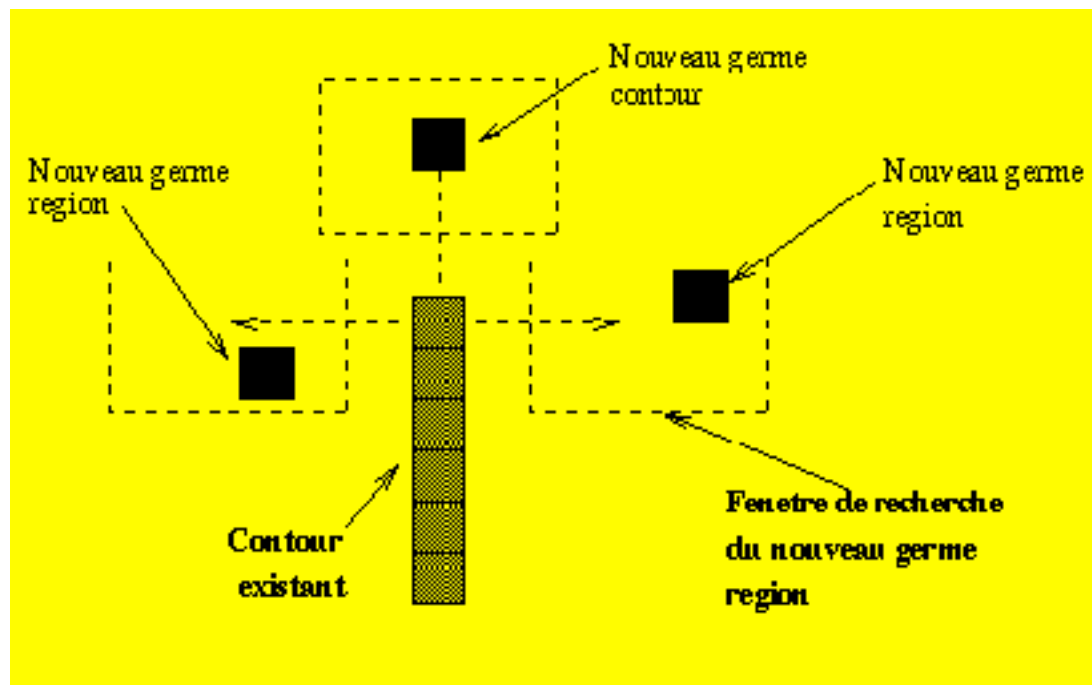 Nouveau germe
contour
Nouveau germe
region
Nouveau germe
region
Contour
existant
Fenetre de recherche
du nouveau germe
region